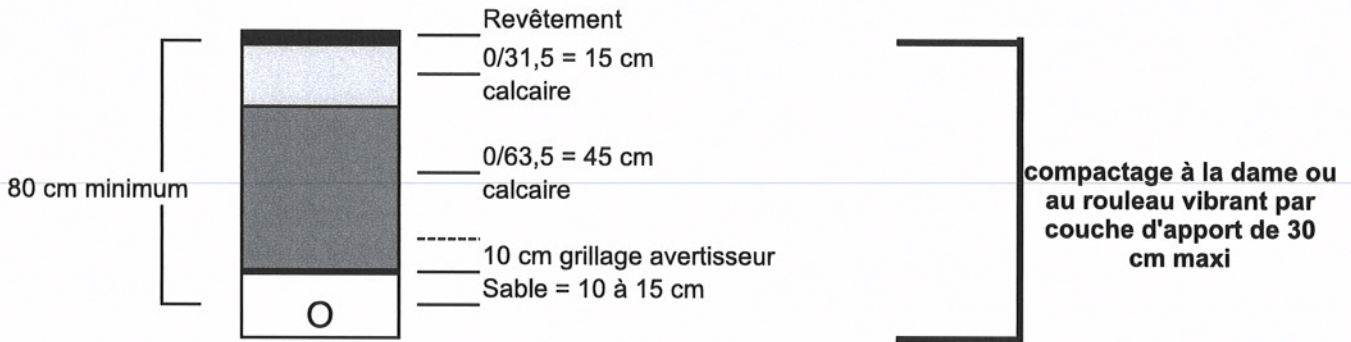 Revêtement
0/31,5 = 15 cm
calcaire
0/63,5 = 45 cm
calcaire
80 cm minimum
10 cm grillage avertisseur
Sable = 10 à 15 cm
O
compactage à la dame ou
au rouleau vibrant par
couche d'apport de 30
cm maxi